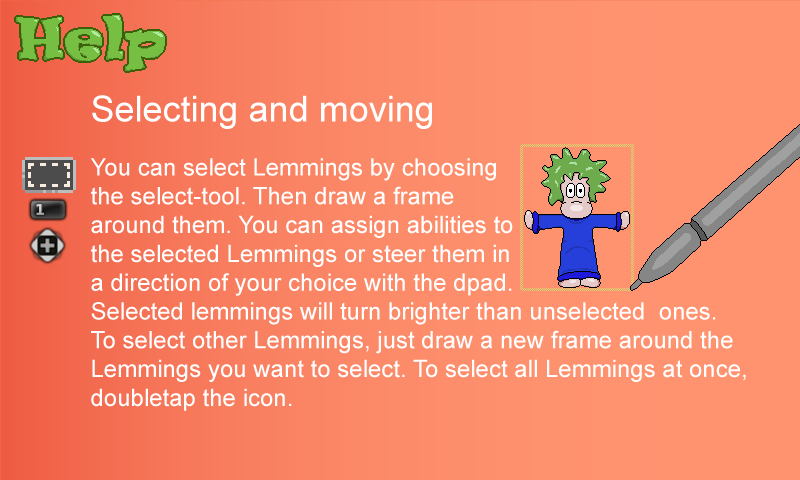 Help
Selecting and moving
You can select Lemmings by choosing
the select-tool. Then draw a frame
around them. You can assign abilities to
1
the selected Lemmings or steer them in
a direction of your choice with the dpad.
Selected lemmings will turn brighter than unselected  ones.
To select other Lemmings, just draw a new frame around the
Lemmings you want to select. To select all Lemmings at once,
doubletap the icon.